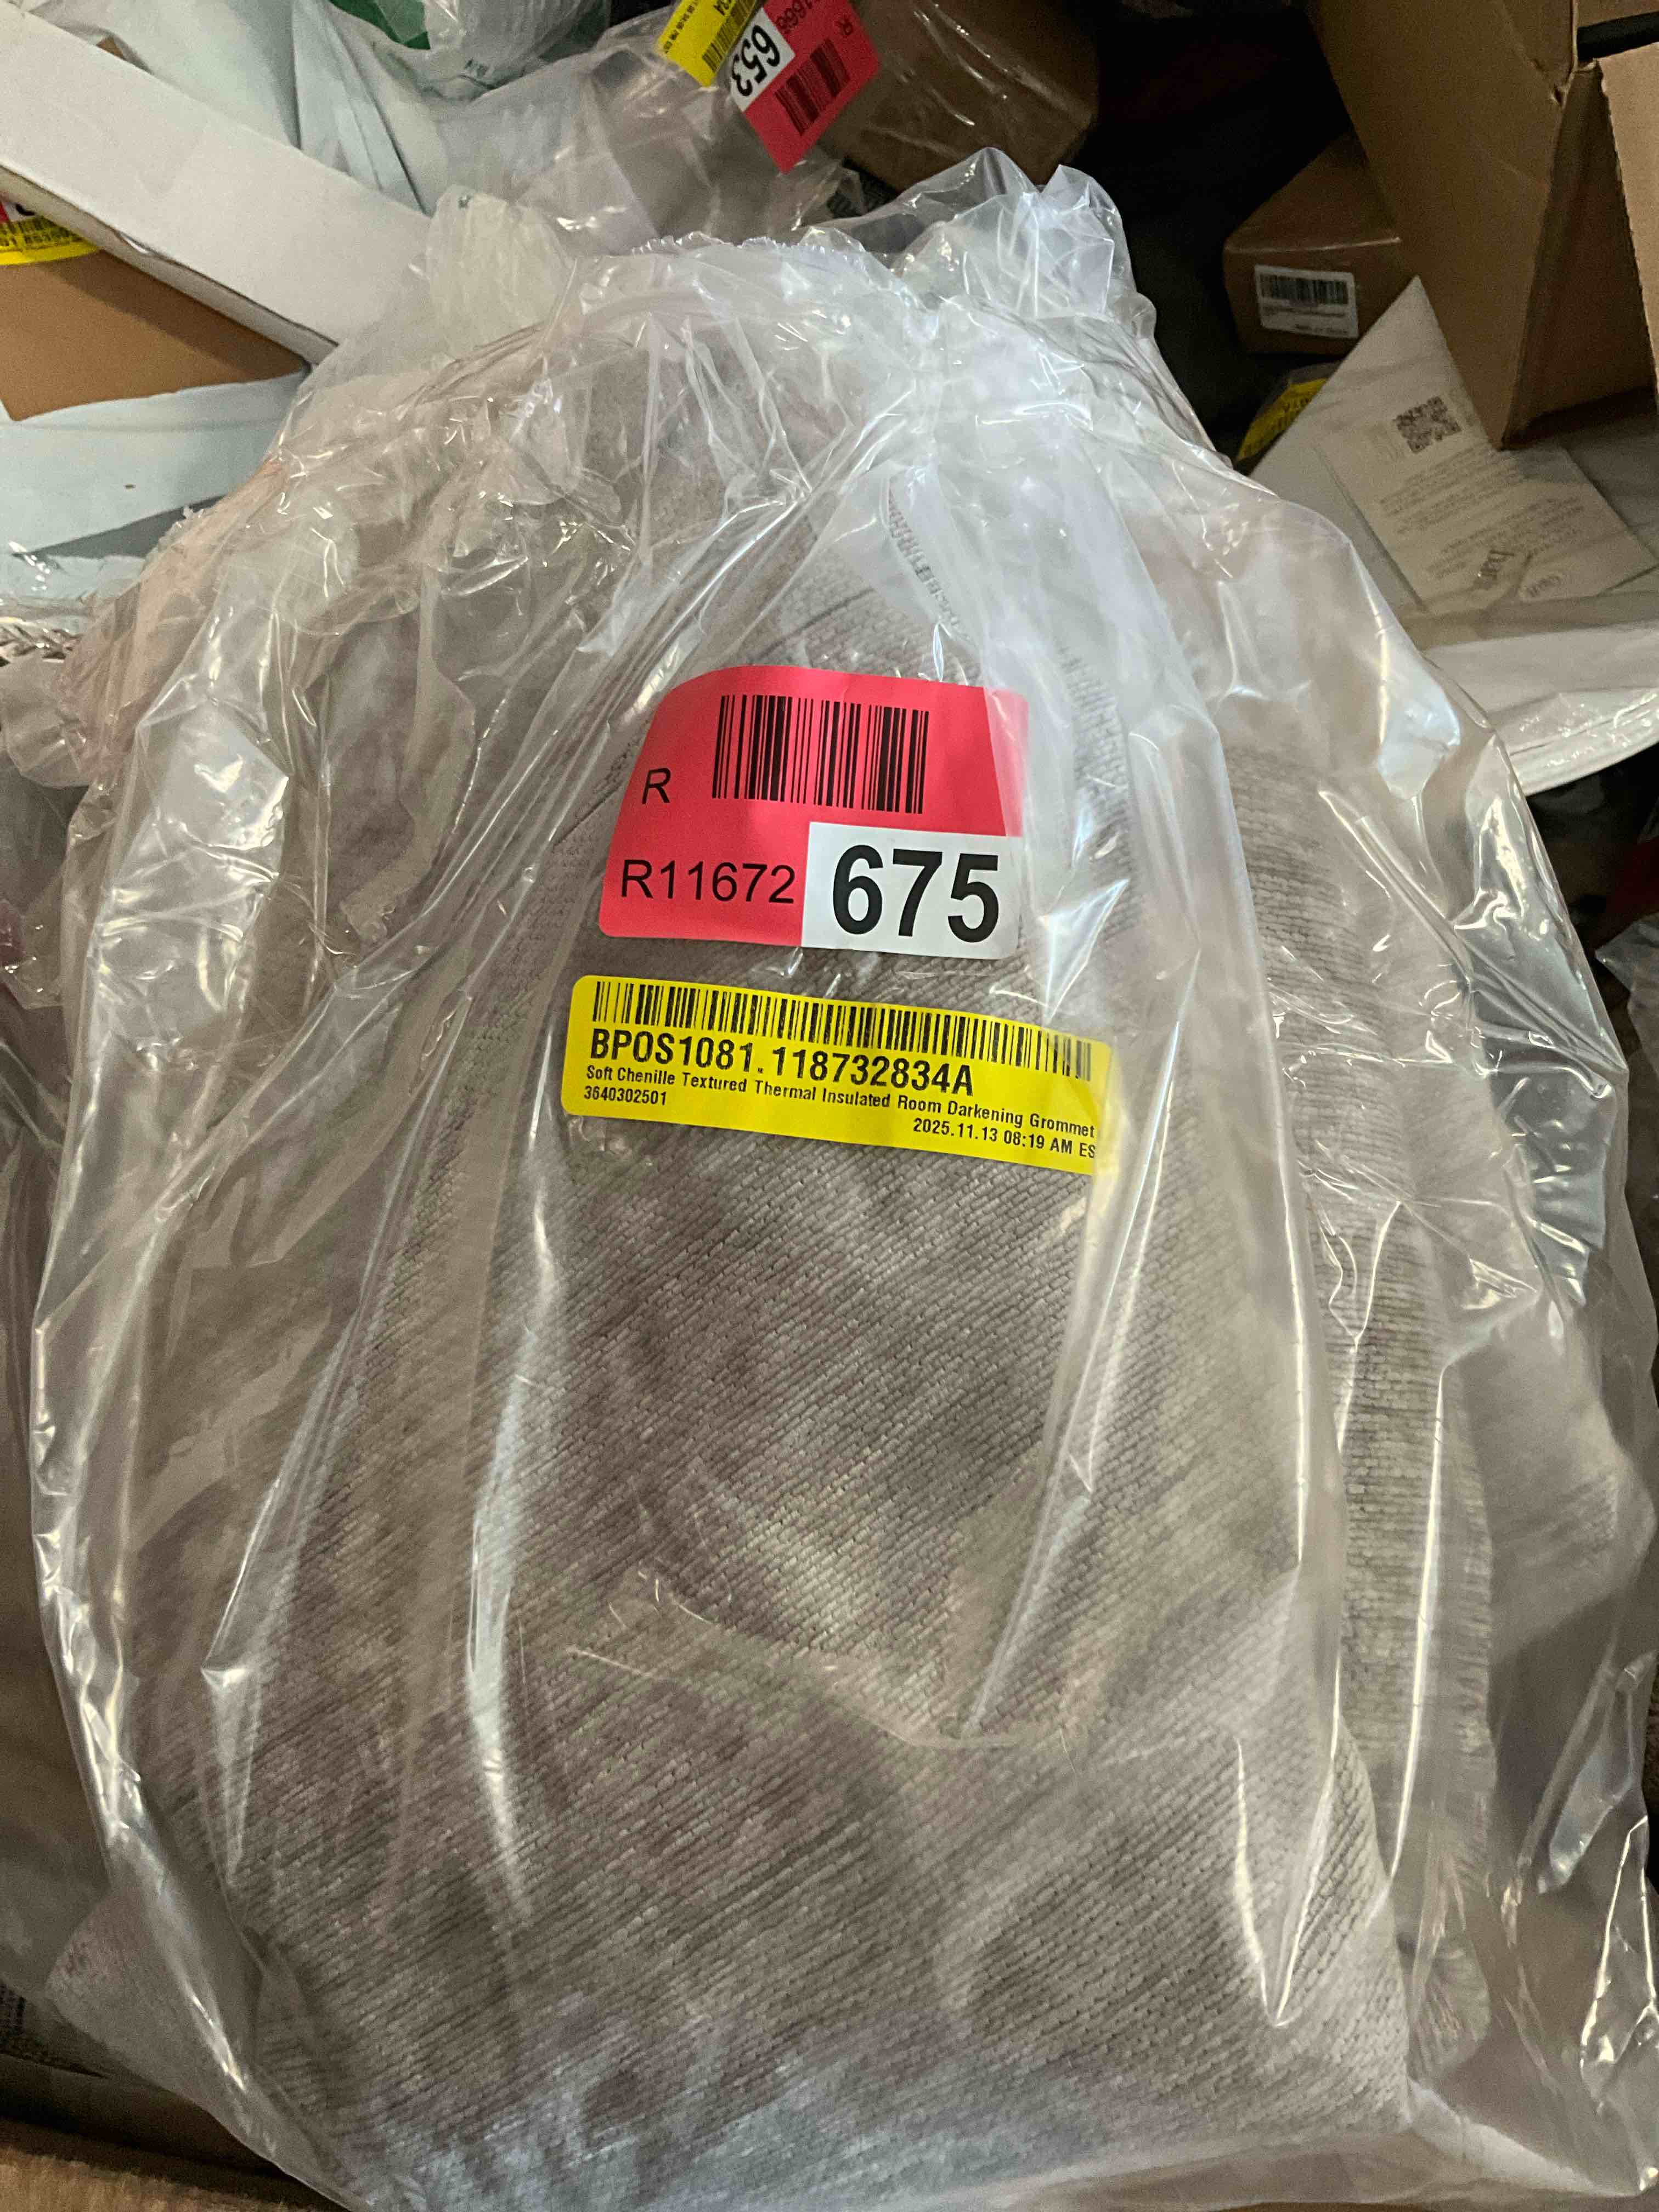 653
R
R11672 675
BPOS1081.118732834A
Soft Chenille Textured Thermal Insulated Room Darkening Grommet
3640302501
2025.11.13 08:19 AM ES